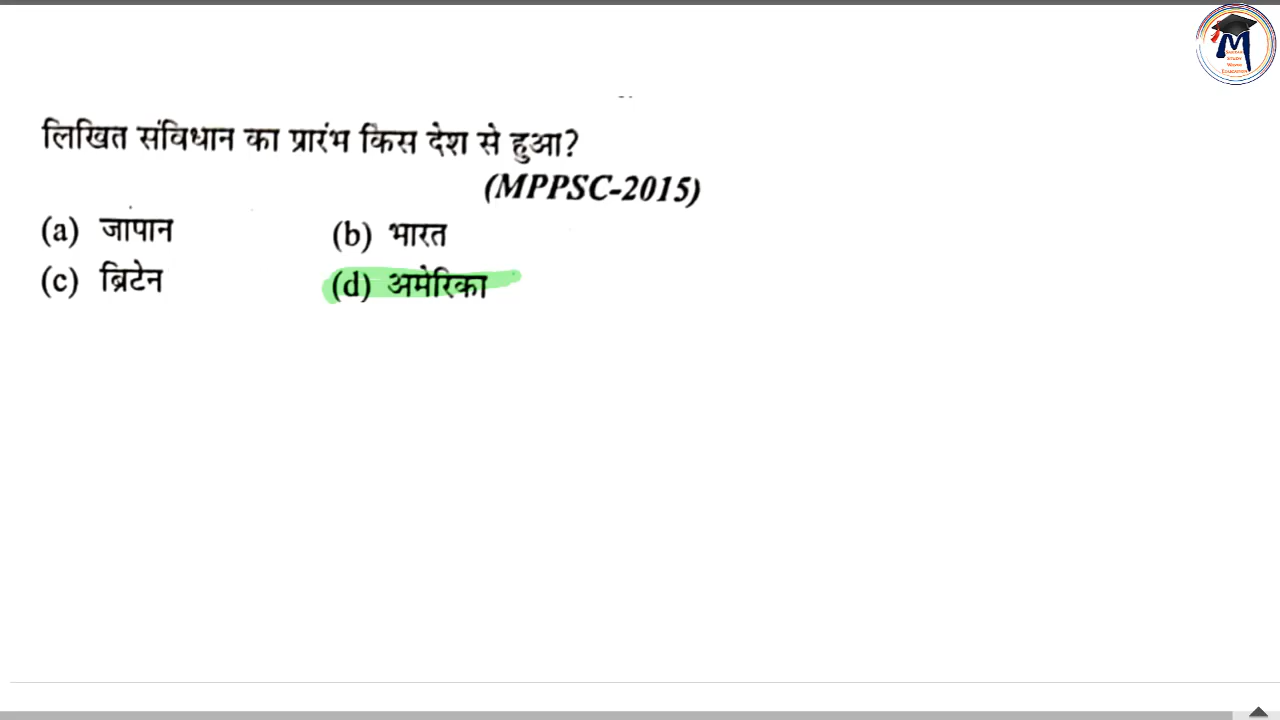 लिखित संविधान का प्रारंभ किस देश से हुआ?
(MPPSC-2015)
(a) जापान (b) भारत
(c) ब्रिटेन (d) अमेरिका